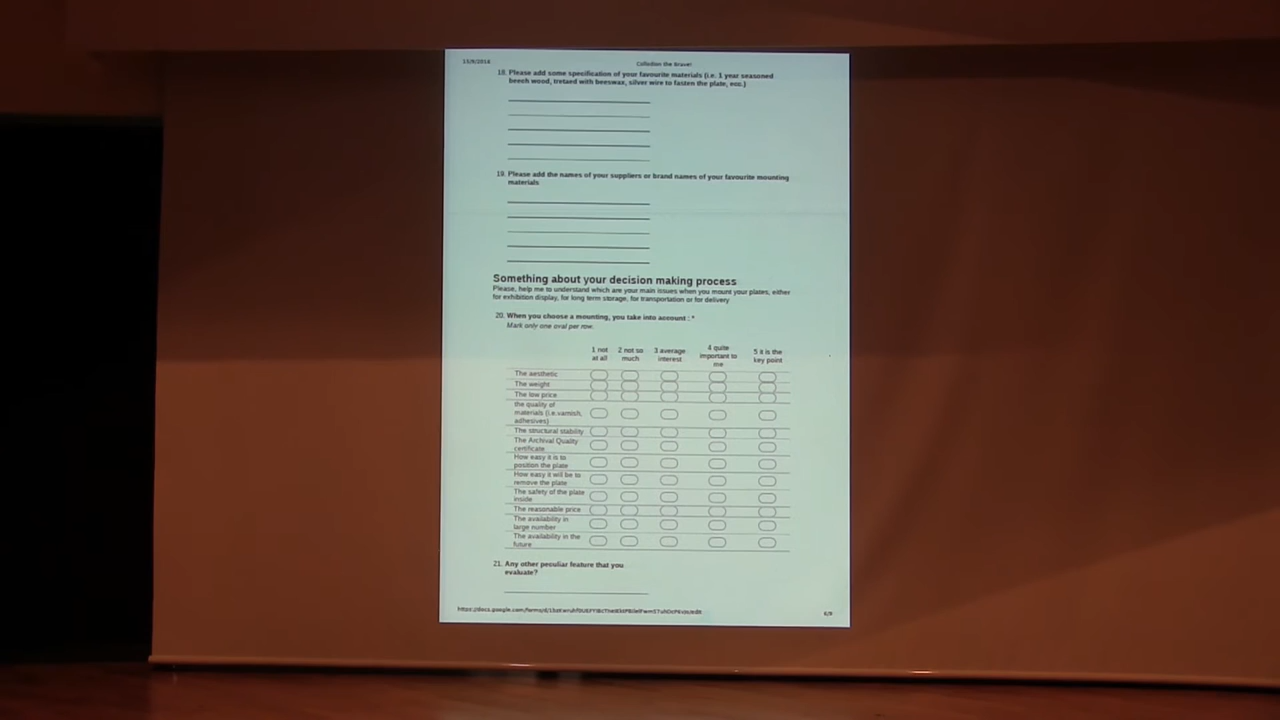 15/9/2016
Collodion the Brave!
18. Please add some specification of your favourite materials (i.e. 1 year seasoned
beech wood, tretaed with beeswax, silver wire to fasten the plate, ecc.)
19. Please add the names of your suppliers or brand names of your favourite mounting
materials
Something about your decision making process
Please, help me to understand which are your main issues when you mount your plates, either
for exhibition display, for long term storage, for transportation or for delivery
20. When you choose a mounting, you take into account : *
Mark only one oval per row.
1 not
at all
2 not so
much
3 average
interest
4 quite
important to
me
5 it is the
key point
The aesthetic
The weight
The low price
the quality of
materials (i.e.varnish,
adhesives)
The structural stability
The Archival Quality
certificate
How easy it is to
position the plate
How easy it will be to
remove the plate
The safety of the plate
inside
The reasonable price
The availability in
large number
The availability in the
future
21. Any other peculiar feature that you
evaluate?
6/9